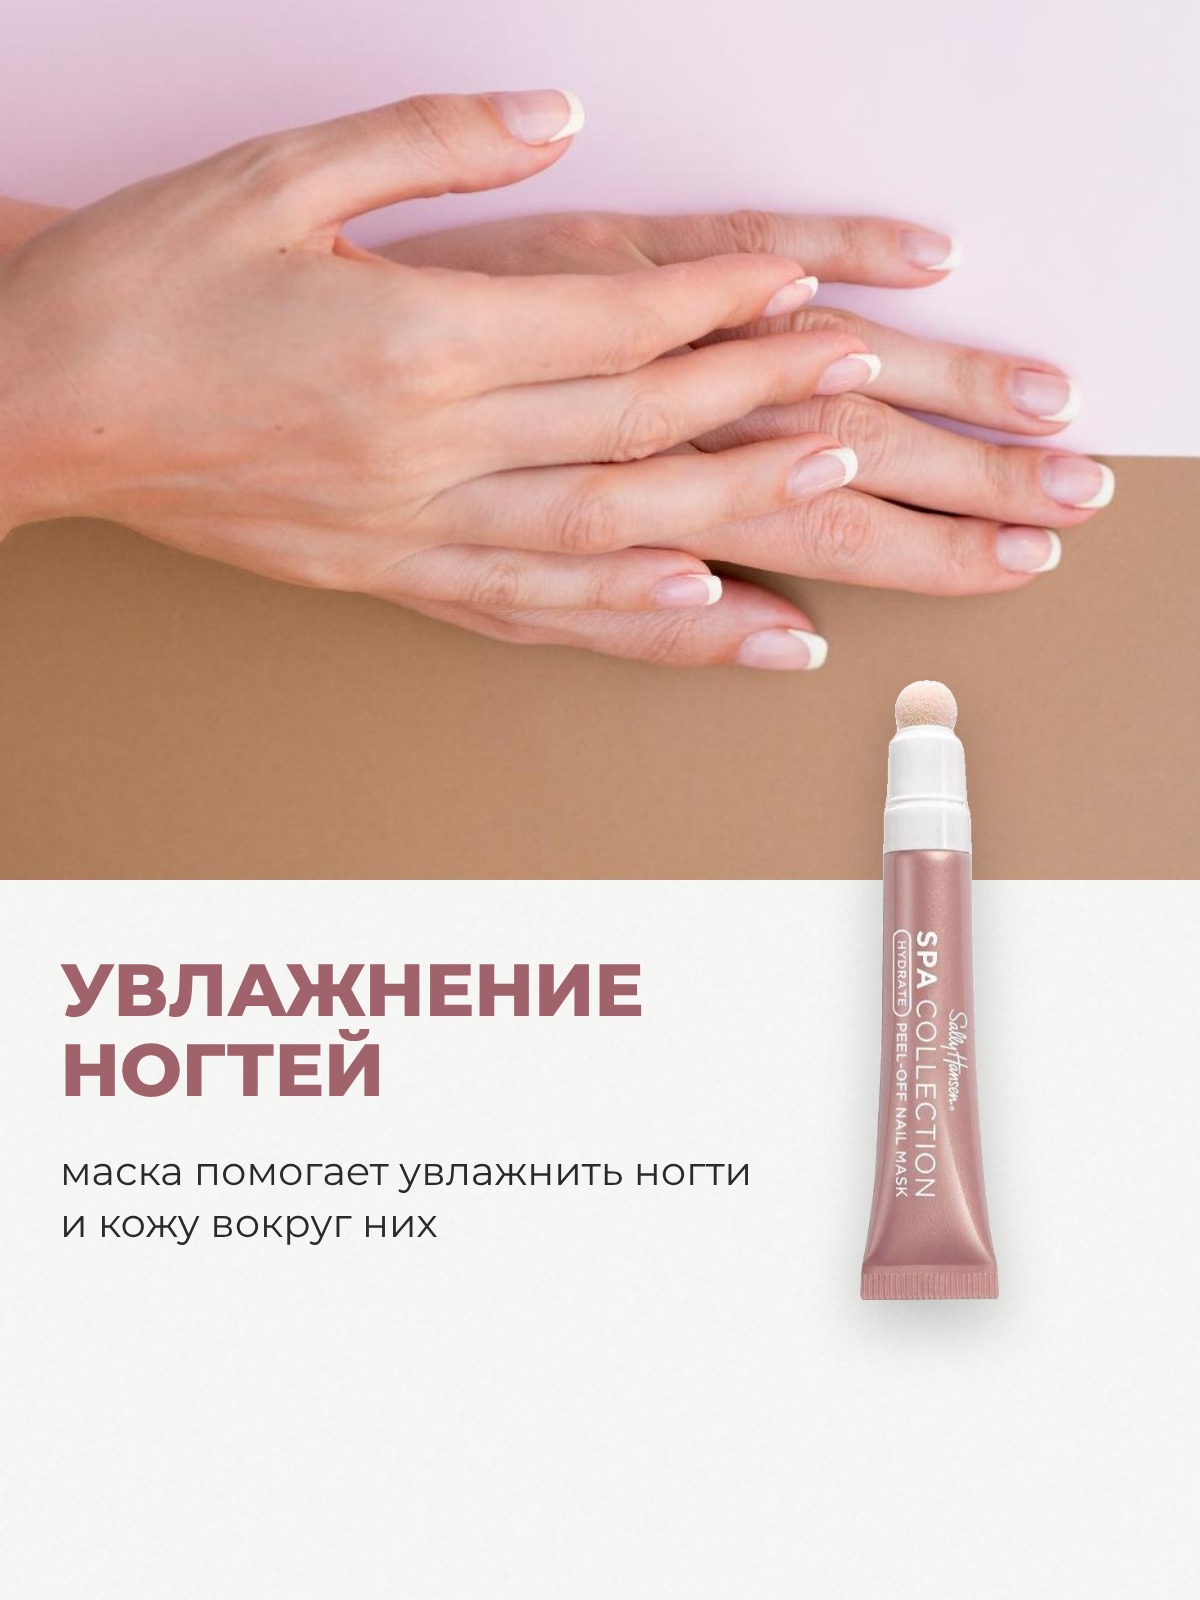 УВЛАЖНЕНИЕ
НОГТЕЙ
маска помогает увлажнить ногти
и кожу вокруг них
Sally Hansen®
SPA COLLECTION
HYDRATE PEEL-OFF NAIL MASK